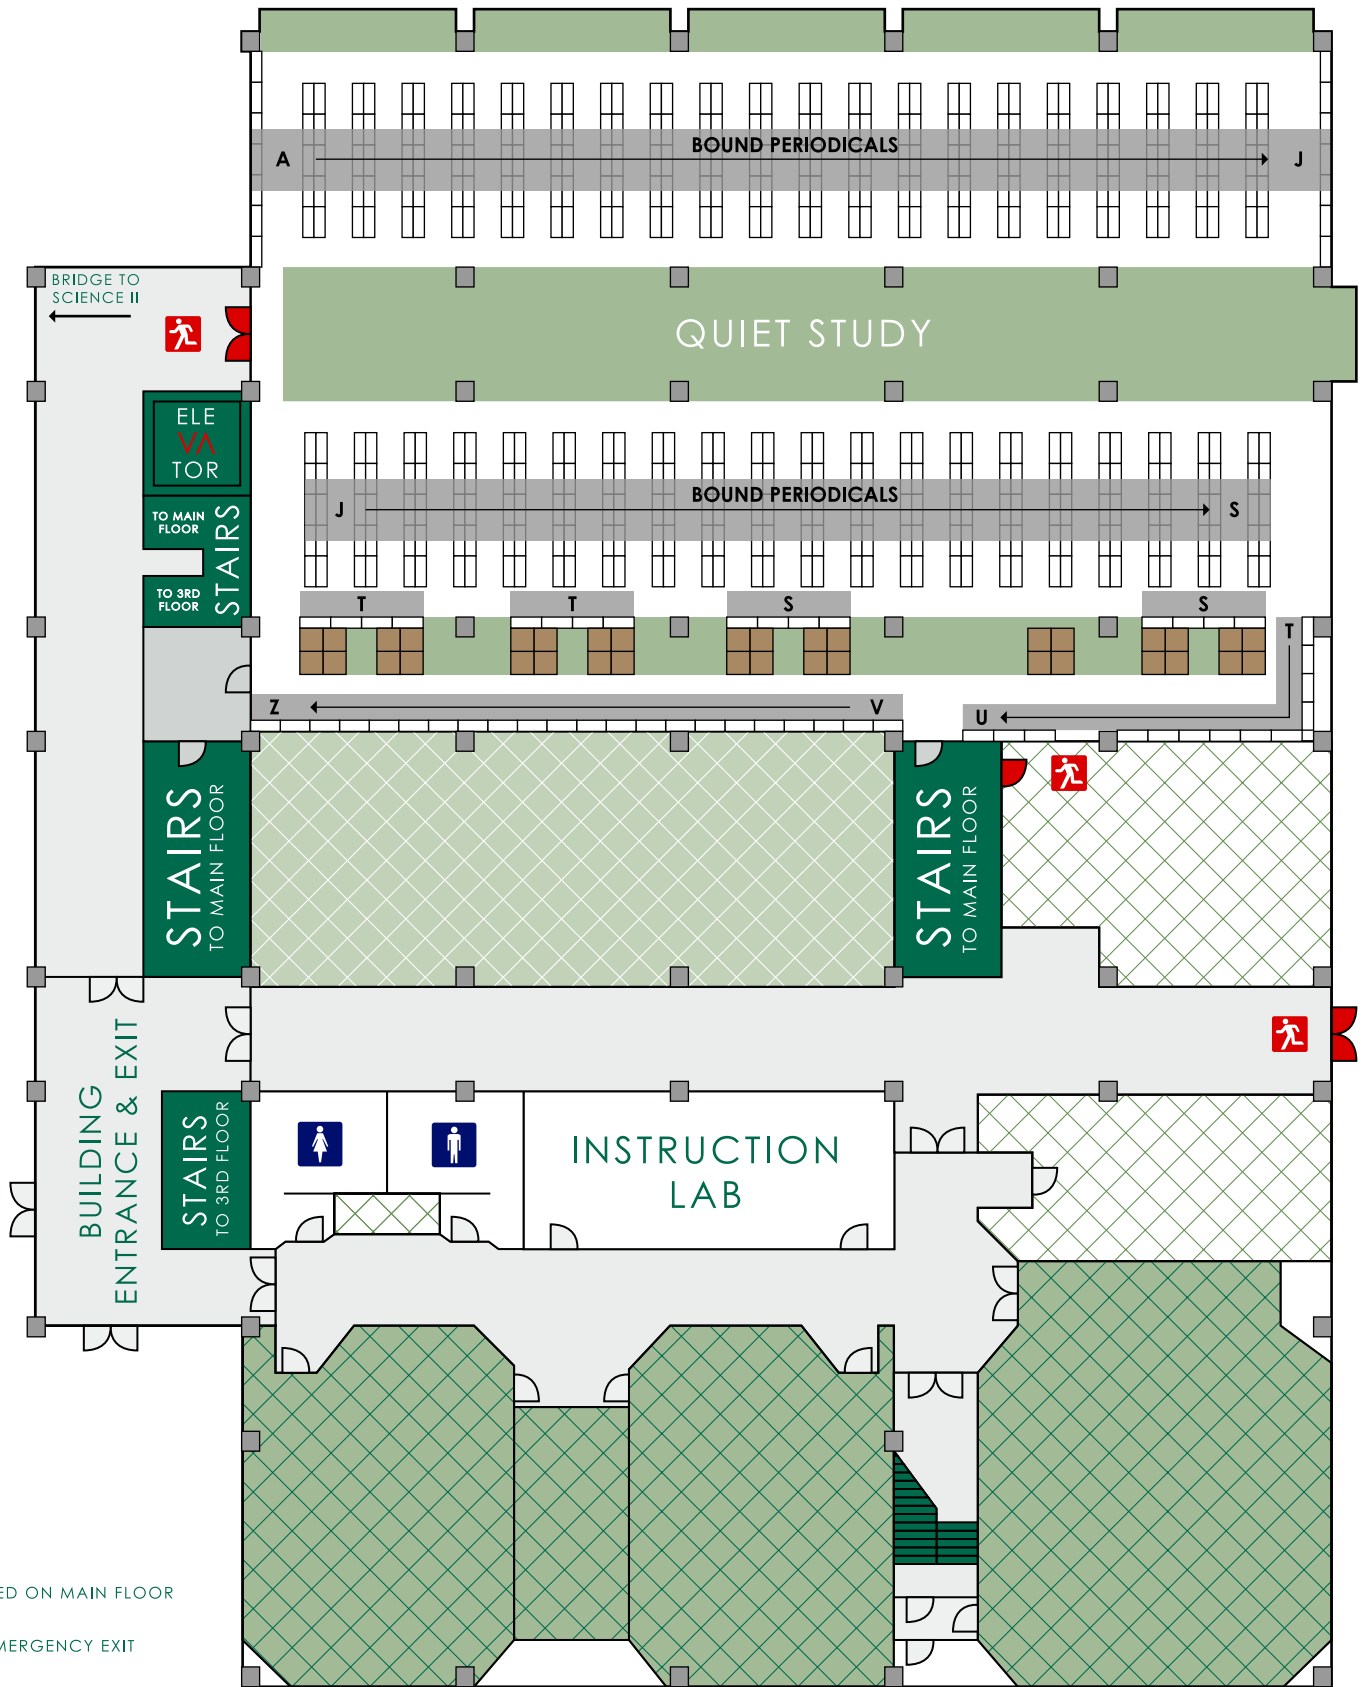 BOUND PERIODICALS
A
J
BRIDGE TO
SCIENCE II
QUIET STUDY
ELE
VA
TOR
BOUND PERIODICALS
J
S
TO MAIN
FLOOR
STAIRS
TO 3RD
FLOOR
T
T
S
S
T
Z
V
U
STAIRS
TO MAIN FLOOR
STAIRS
TO MAIN FLOOR
BUILDING
ENTRANCE & EXIT
STAIRS
TO 3RD FLOOR
INSTRUCTION
LAB
ON MAIN FLOOR
EXIT